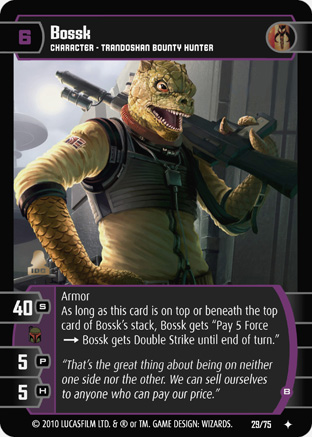 6
Bossk
CHARACTER - TRANDOSHAN BOUNTY HUNTER
40 S
Armor
As long as this card is on top or beneath the top
card of Bossk's stack, Bossk gets "Pay 5 Force
→ Bossk gets Double Strike until end of turn."
5 P
5 H
"That's the great thing about being on neither
one side nor the other. We can sell ourselves
to anyone who can pay our price."
B
© 2010 LUCASFILM LTD. & ® or TM. GAME DESIGN: WIZARDS.
29/75